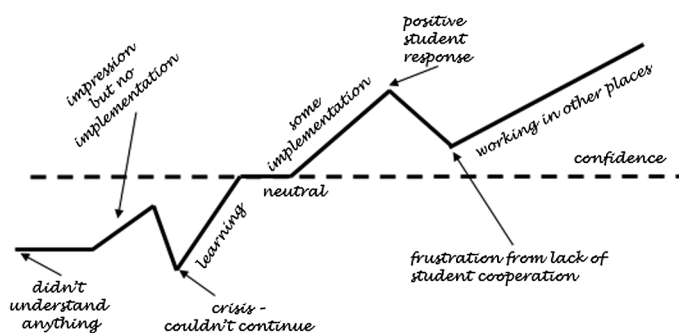 impression
but no
implementation
some
implementation
positive
student
response
working in other places
confidence
neutral
learning
didn't
understand
anything
crisis –
couldn't continue
frustration from lack of
student cooperation